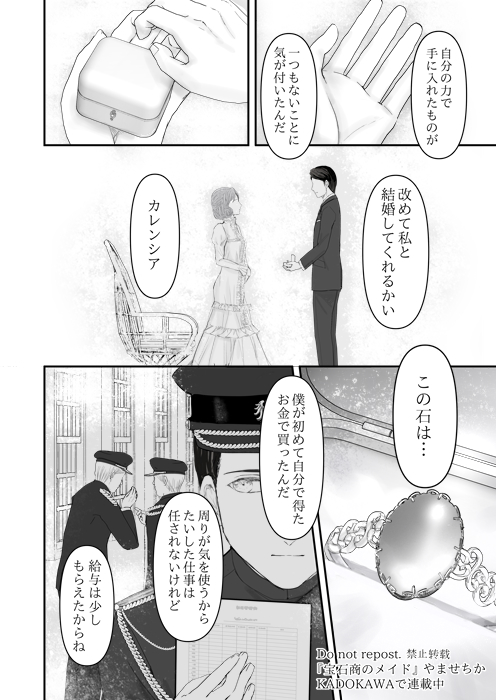 自分の力で
手に入れたものが
一つもないことに
気が付いたんだ
改めて私と
結婚してくれるかい
カレンシア
この石は…
僕が初めて自分で得た
お金で買ったんだ
周りが気を使うから
たいした仕事は
任されないけれど
給与は少し
もらえたからね
Do not repost. 禁止转载
『宝石商のメイド』やませちか
KADOKAWAで連載中